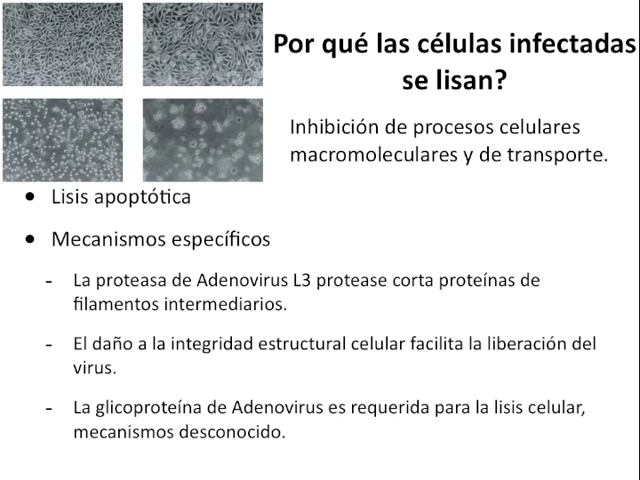 Por qué las células infectadas
se lisan?
Inhibición de procesos celulares
macromoleculares y de transporte.
• Lisis apoptótica
• Mecanismos específicos
- La proteasa de Adenovirus L3 protease corta proteínas de
filamentos intermediarios.
- El daño a la integridad estructural celular facilita la liberación del
virus.
- La glicoproteína de Adenovirus es requerida para la lisis celular,
mecanismos desconocido.